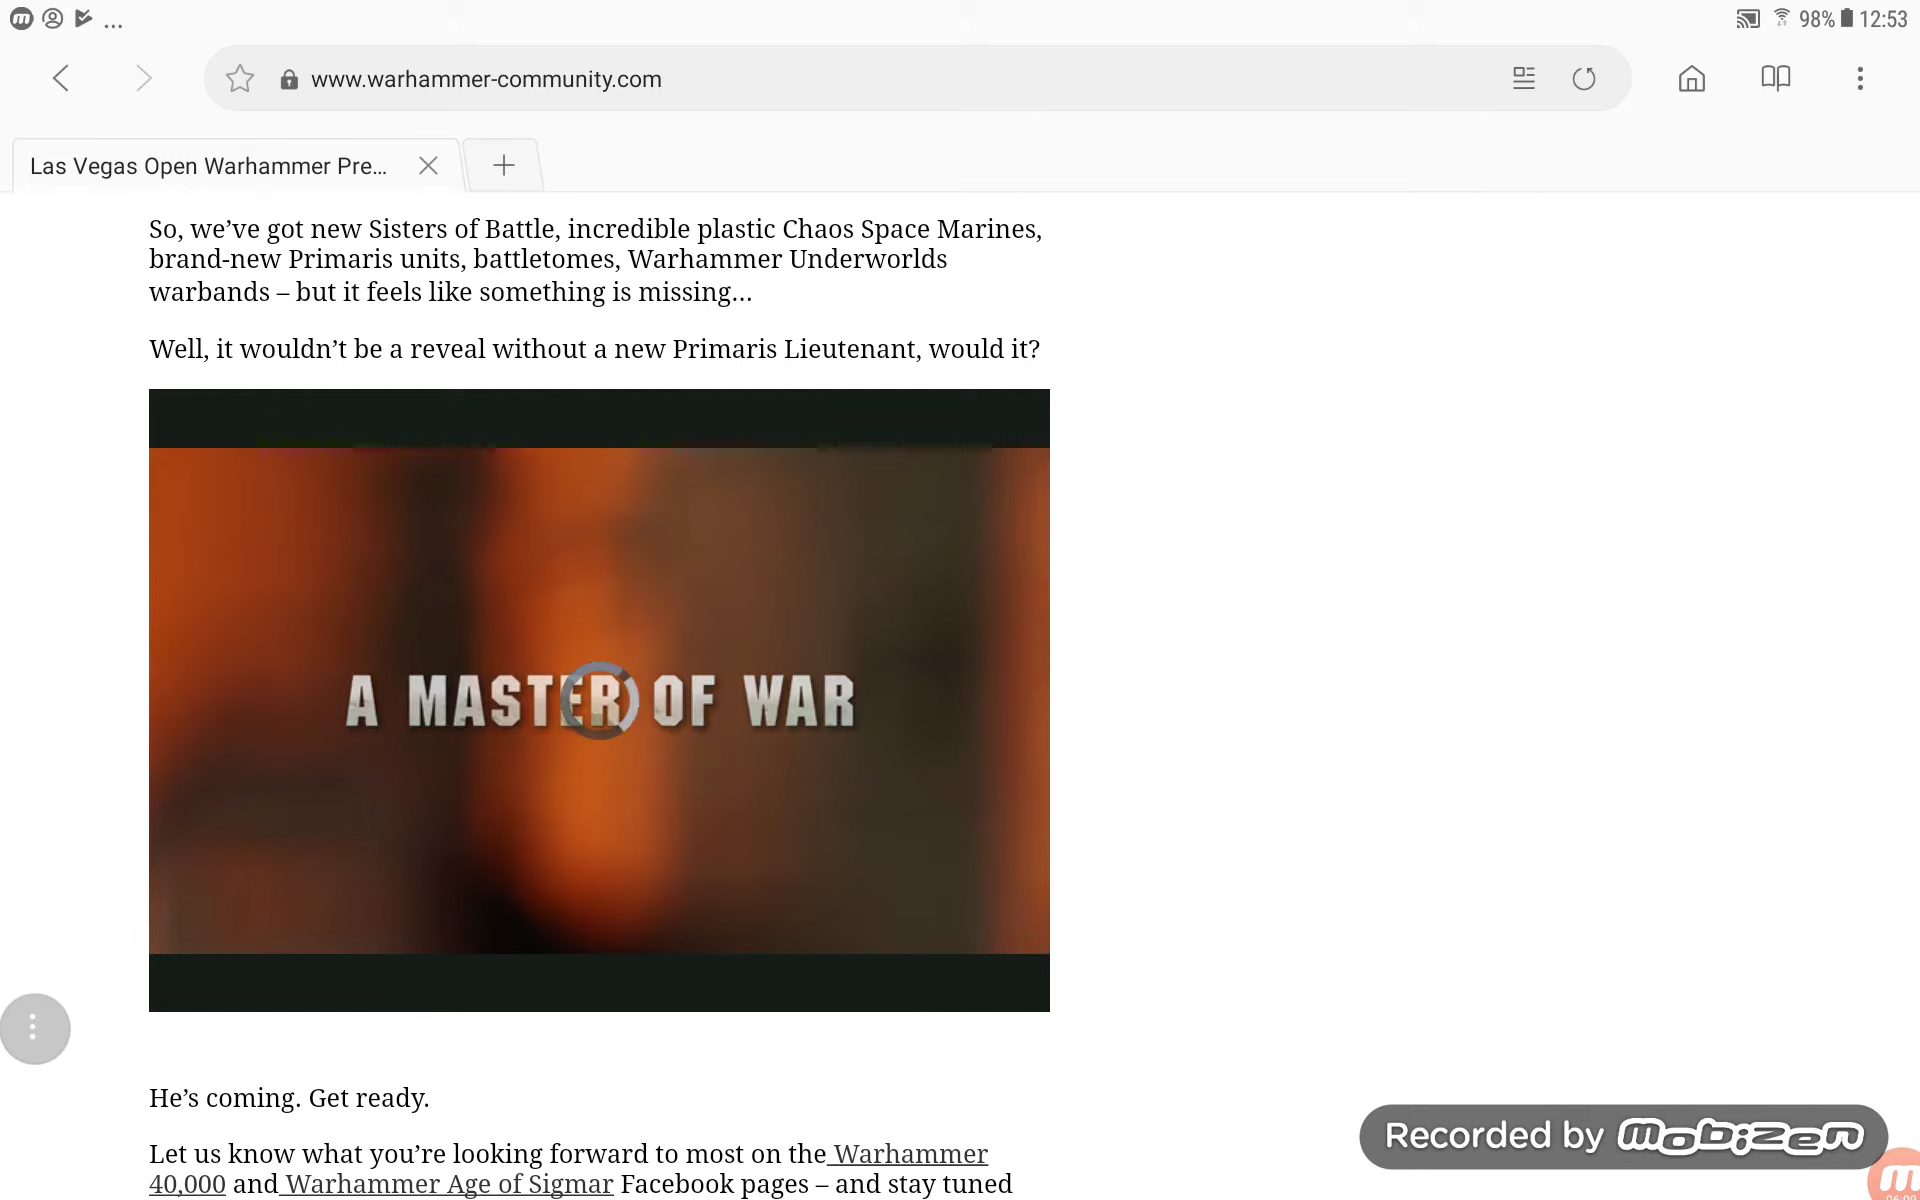 ... 98% 12:53
www.warhammer-community.com
Las Vegas Open Warhammer Pre...
So, we’ve got new Sisters of Battle, incredible plastic Chaos Space Marines,
brand-new Primaris units, battletomes, Warhammer Underworlds
warbands – but it feels like something is missing…
Well, it wouldn’t be a reveal without a new Primaris Lieutenant, would it?
A MASTER OF WAR
He’s coming. Get ready.
Recorded by mobizen
Let us know what you’re looking forward to most on the Warhammer
40,000 and Warhammer Age of Sigmar Facebook pages – and stay tuned